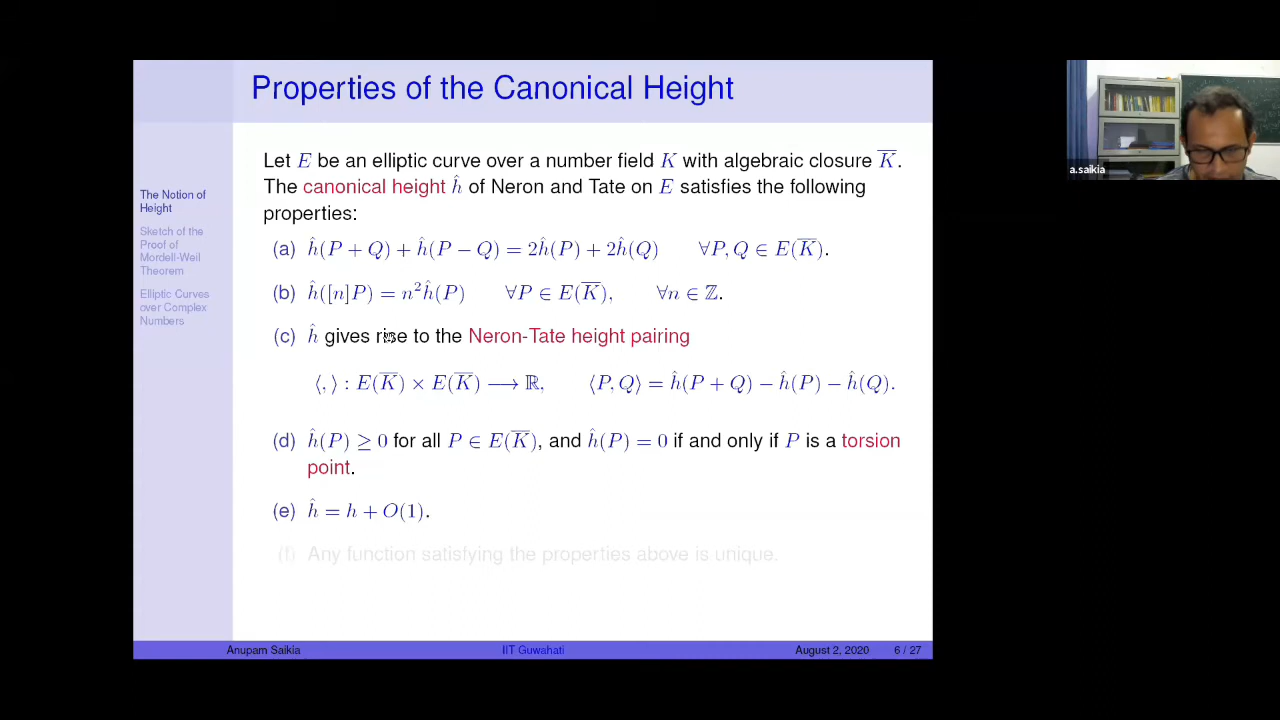 Properties of the Canonical Height
Let E be an elliptic curve over a number field K with algebraic closure K̅.
The canonical height ĥ of Neron and Tate on E satisfies the following
properties:
(a) ĥ(P + Q) + ĥ(P − Q) = 2ĥ(P) + 2ĥ(Q) ∀P, Q ∈ E(K̅).
(b) ĥ([n]P) = n²ĥ(P) ∀P ∈ E(K̅), ∀n ∈ ℤ.
(c) ĥ gives rise to the Neron-Tate height pairing
⟨, ⟩ : E(K̅) × E(K̅) ⟶ ℝ, ⟨P, Q⟩ = ĥ(P + Q) − ĥ(P) − ĥ(Q).
(d) ĥ(P) ≥ 0 for all P ∈ E(K̅), and ĥ(P) = 0 if and only if P is a torsion
point.
(e) ĥ = h + O(1).
(f) Any function satisfying the properties above is unique.
The Notion of
Height
Sketch of the
Proof of
Mordell-Weil
Theorem
Elliptic Curves
over Complex
Numbers
Anupam Saikia IIT Guwahati August 2, 2020 6 / 27
a.saikia